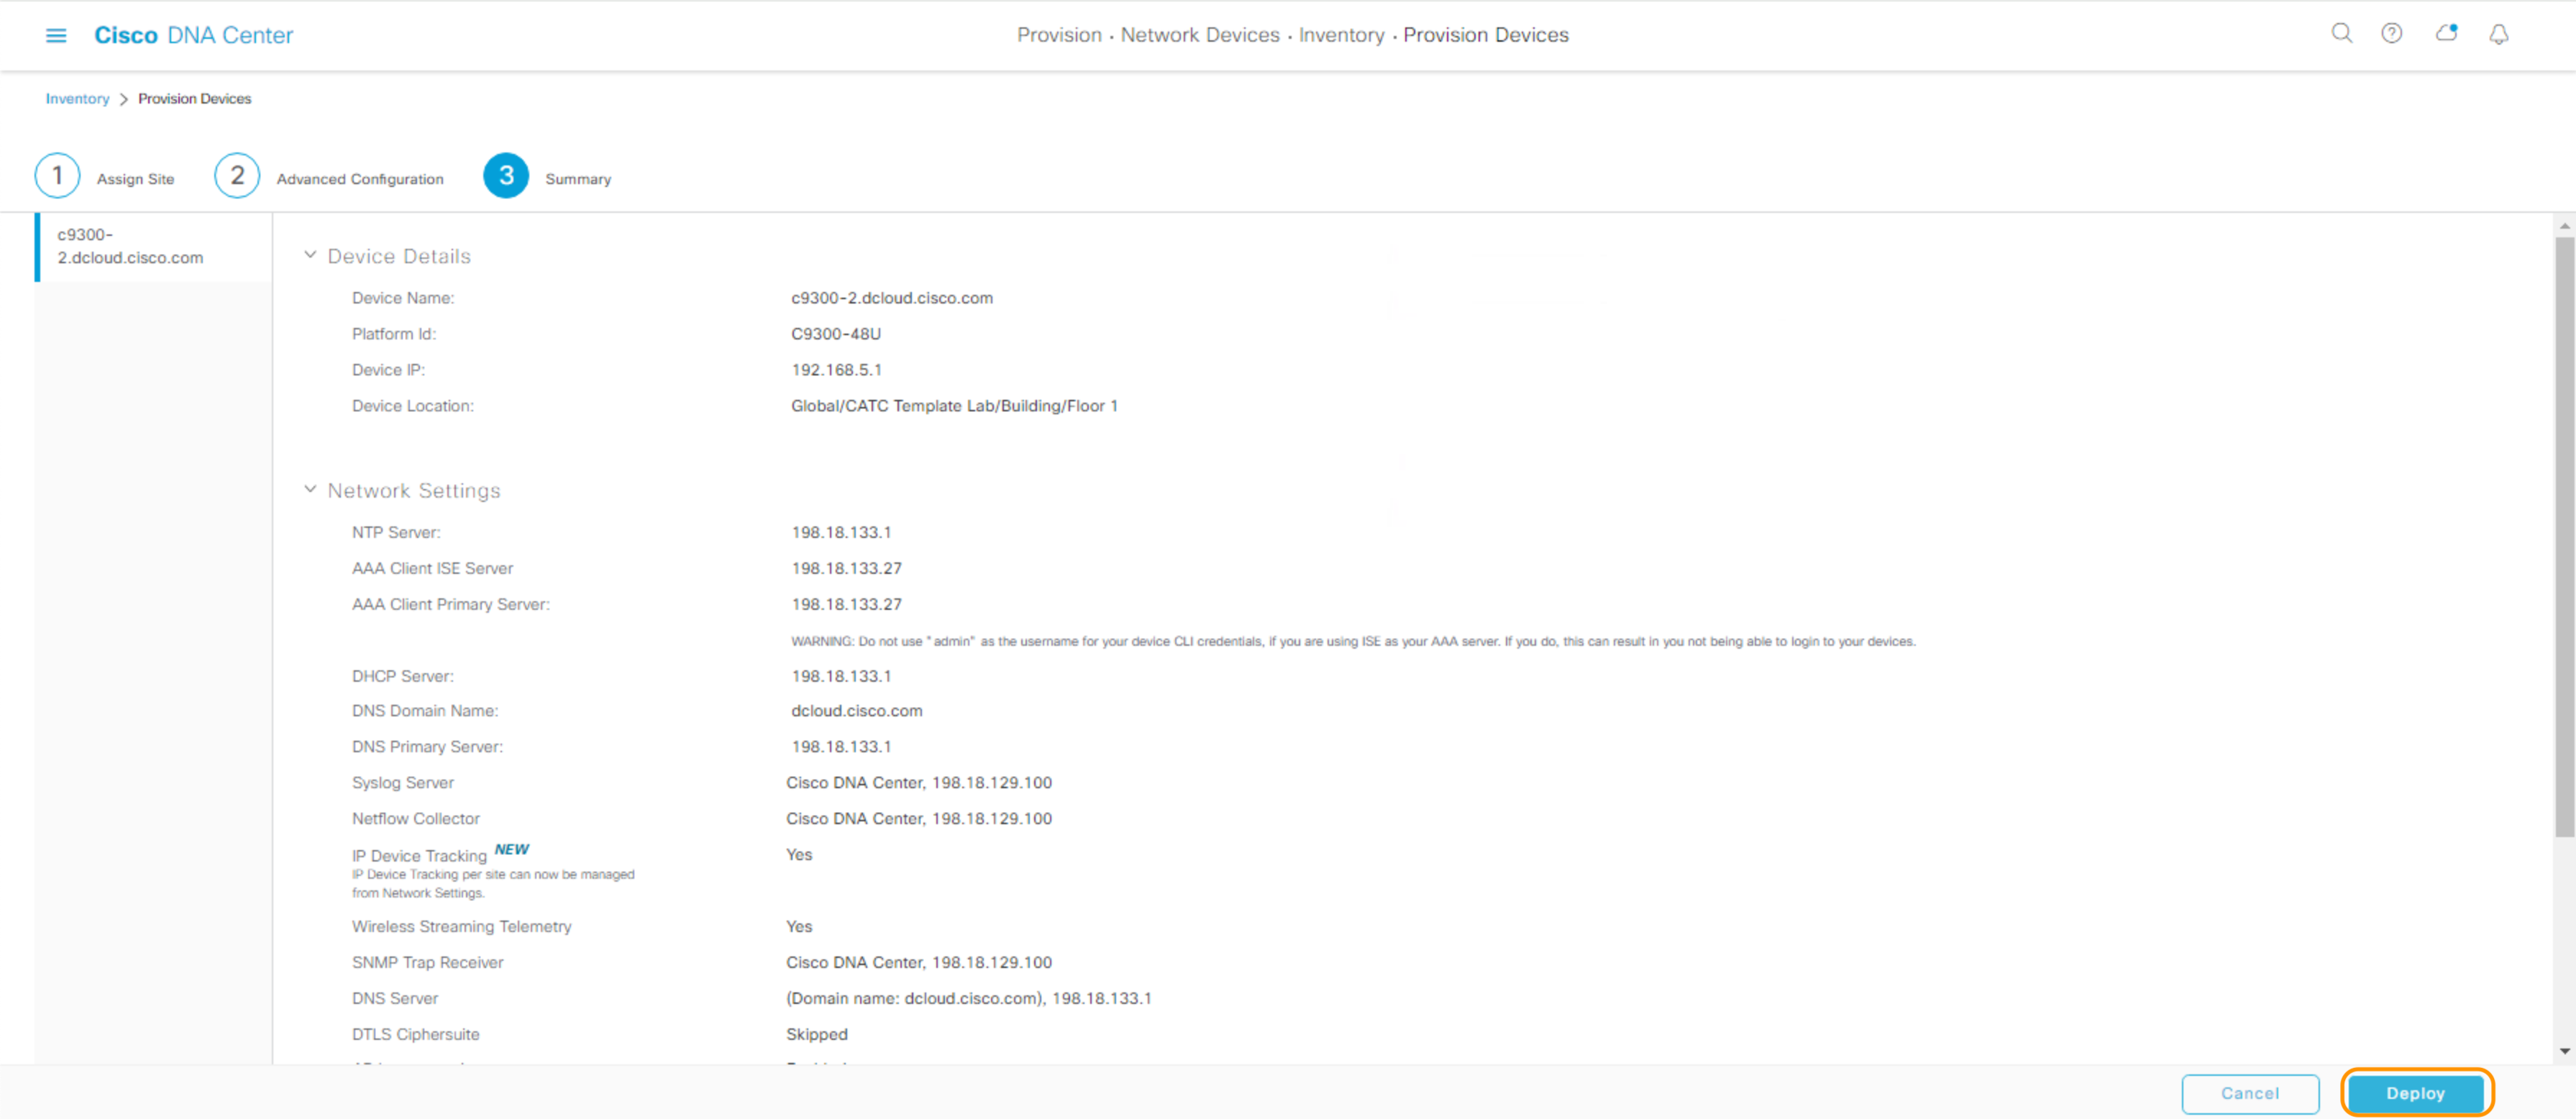 Cisco DNA Center
Provision · Network Devices · Inventory · Provision Devices
Inventory > Provision Devices
1 Assign Site 2 Advanced Configuration 3 Summary
c9300-
2.dcloud.cisco.com
Device Details
Device Name: c9300-2.dcloud.cisco.com
Platform Id: C9300-48U
Device IP: 192.168.5.1
Device Location: Global/CATC Template Lab/Building/Floor 1
Network Settings
NTP Server: 198.18.133.1
AAA Client ISE Server 198.18.133.27
AAA Client Primary Server: 198.18.133.27
WARNING: Do not use " admin" as the username for your device CLI credentials, if you are using ISE as your AAA server. If you do, this can result in you not being able to login to your devices.
DHCP Server: 198.18.133.1
DNS Domain Name: dcloud.cisco.com
DNS Primary Server: 198.18.133.1
Syslog Server Cisco DNA Center, 198.18.129.100
Netflow Collector Cisco DNA Center, 198.18.129.100
IP Device Tracking NEW Yes
IP Device Tracking per site can now be managed
from Network Settings.
Wireless Streaming Telemetry Yes
SNMP Trap Receiver Cisco DNA Center, 198.18.129.100
DNS Server (Domain name: dcloud.cisco.com), 198.18.133.1
DTLS Ciphersuite Skipped
Cancel Deploy